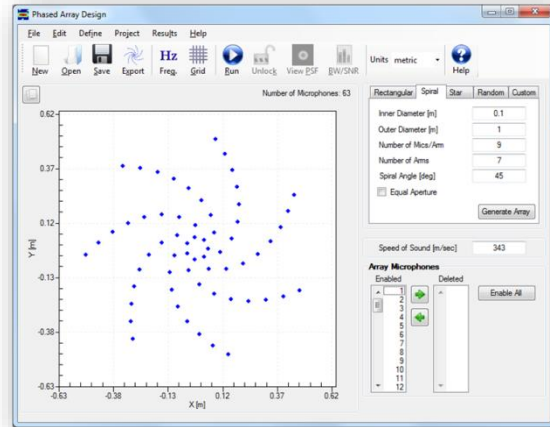 Phased Array Design
File Edit Define Project Results Help
New Open Save Export Hz Freq. Grid Run Unlock View PSF BW/SNR Units metric Help
Number of Microphones: 63
Rectangular Spiral Star Random Custom
Inner Diameter [m] 0.1
Outer Diameter [m] 1
Number of Mics/Arm 9
Number of Arms 7
Spiral Angle [deg] 45
Equal Aperture
Generate Array
Speed of Sound [m/sec] 343
Array Microphones
Enabled Deleted
Enable All
1
2
3
4
5
6
7
8
9
10
11
12
0.62
0.37
0.12
-0.13
-0.38
-0.63
Y [m]
-0.63 -0.38 -0.13 0.12 0.37 0.62
X [m]